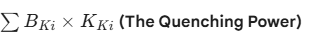 ∑ B_{Ki} × K_{Ki} (The Quenching Power)